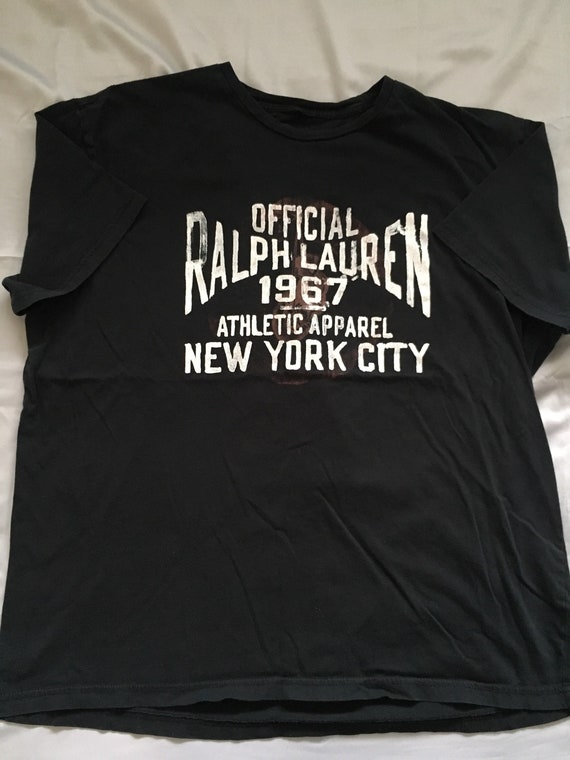 OFFICIAL
RALPH LAUREN
1967
ATHLETIC APPAREL
NEW YORK CITY